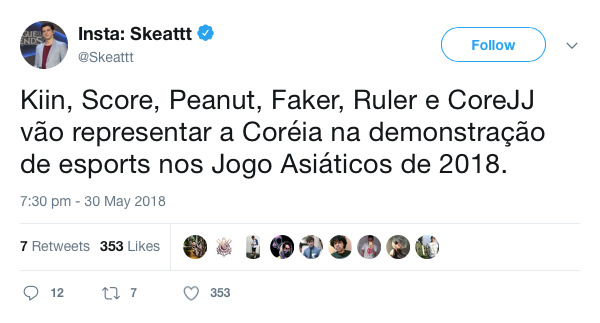 Insta: Skeattt
@Skeattt
Follow
Kiin, Score, Peanut, Faker, Ruler e CoreJJ
vão representar a Coréia na demonstração
de esports nos Jogo Asiáticos de 2018.
7:30 pm - 30 May 2018
7 Retweets 353 Likes
12 7 353